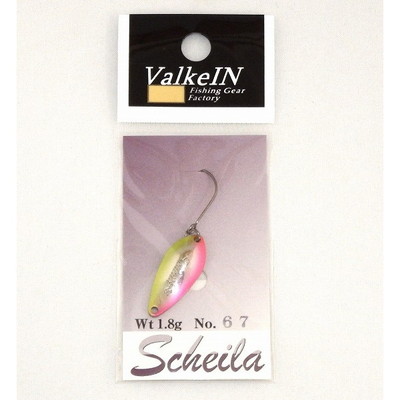 ValkeIN
Fishing Gear
Factory
Wt 1.8g No. 67
Scheila